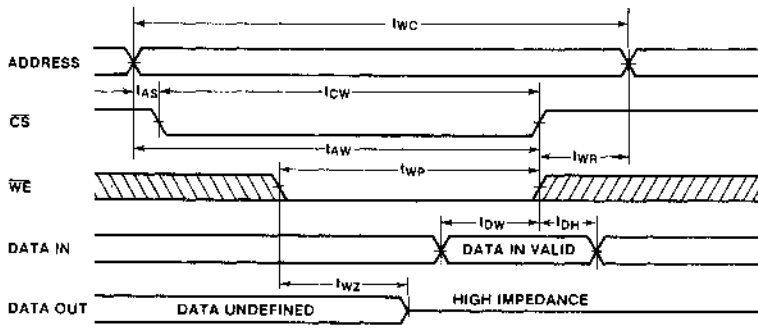 tWC
ADDRESS
tAS
tCW
CS
tAW
tWR
tWP
WE
tDW
tDH
DATA IN
DATA IN VALID
tWZ
DATA OUT
DATA UNDEFINED
HIGH IMPEDANCE